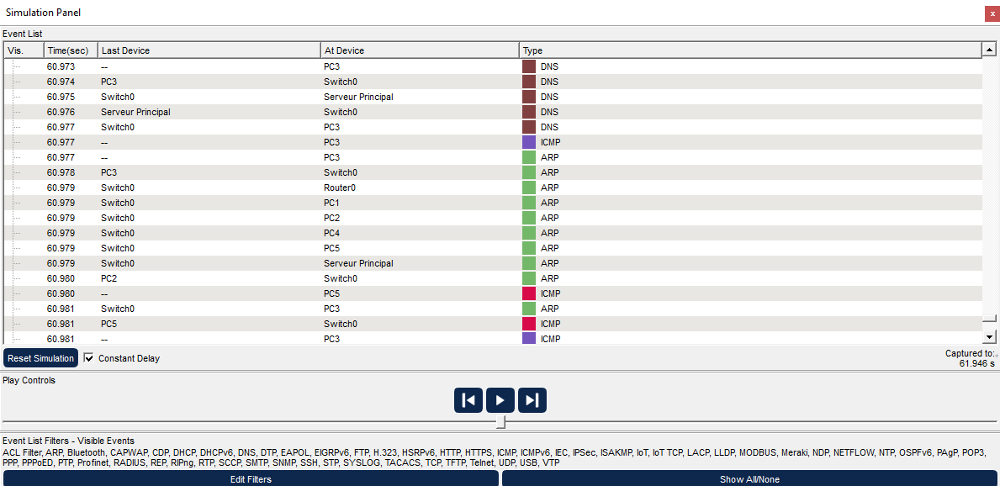 Simulation Panel
x
Event List
Vis. Time(sec) Last Device At Device Type
60.973 -- PC3 DNS
60.974 PC3 Switch0 DNS
60.975 Switch0 Serveur Principal DNS
60.976 Serveur Principal Switch0 DNS
60.977 Switch0 PC3 DNS
60.977 -- PC3 ICMP
60.977 -- PC3 ARP
60.978 PC3 Switch0 ARP
60.979 Switch0 Router0 ARP
60.979 Switch0 PC1 ARP
60.979 Switch0 PC2 ARP
60.979 Switch0 PC4 ARP
60.979 Switch0 PC5 ARP
60.979 Switch0 Serveur Principal ARP
60.980 PC2 Switch0 ARP
60.980 -- PC5 ICMP
60.981 Switch0 PC3 ARP
60.981 PC5 Switch0 ICMP
60.981 -- PC3 ICMP
Reset Simulation Constant Delay Captured to:
61.946 s
Play Controls
Event List Filters - Visible Events
ACL Filter, ARP, Bluetooth, CAPWAP, CDP, DHCP, DHCPv6, DNS, DTP, EAPOL, EIGRPv6, FTP, H.323, HSRPv6, HTTP, HTTPS, ICMP, ICMPv6, IEC, IPSec, ISAKMP, IoT, IoT TCP, LACP, LLDP, MODBUS, Meraki, NDP, NETFLOW, NTP, OSPFv6, PAgP, POP3,
PPP, PPPoED, PTP, Profinet, RADIUS, REP, RIPng, RTP, SCCP, SMTP, SNMP, SSH, STP, SYSLOG, TACACS, TCP, TFTP, Telnet, UDP, USB, VTP
Edit Filters Show All/None